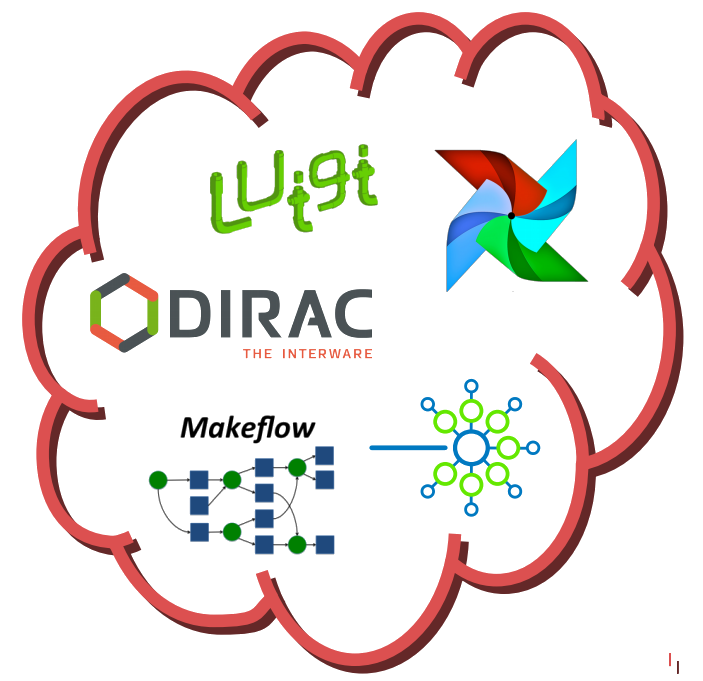 Luigi
DIRAC
THE INTERWARE
Makeflow